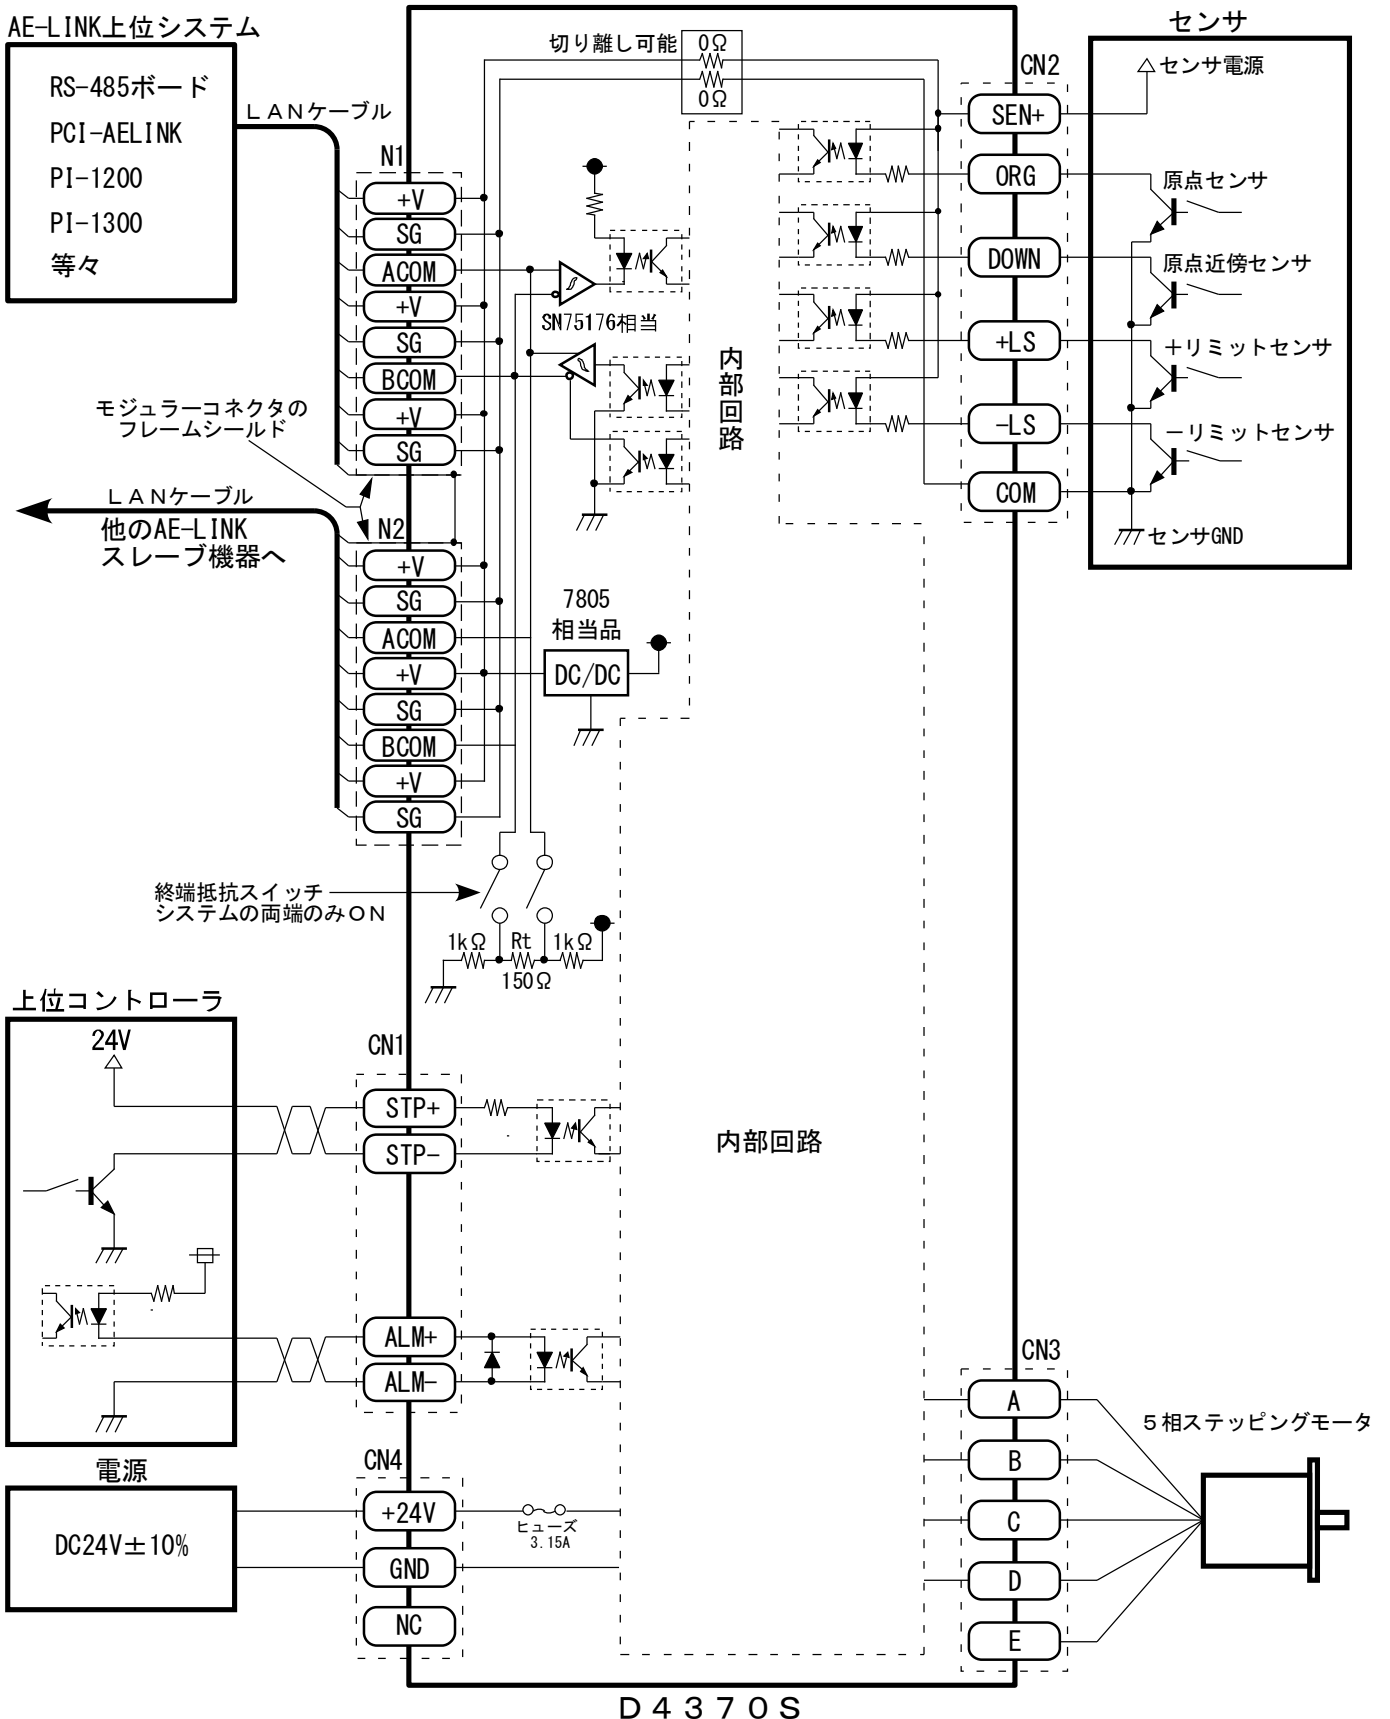 AE-LINK上位システム
RS-485ボード
PCI-AELINK
PI-1200
PI-1300
等々
LANケーブル
N1
+V
SG
ACOM
+V
SG
BCOM
+V
SG
モジュラーコネクタの
フレームシールド
LANケーブル
他のAE-LINK
スレーブ機器へ
N2
+V
SG
ACOM
+V
SG
BCOM
+V
SG
切り離し可能
0Ω
0Ω
SN75176相当
内部回路
7805
相当品
DC/DC
終端抵抗スイッチ
システムの両端のみON
1kΩ
Rt
1kΩ
150Ω
センサ
CN2
センサ電源
SEN+
ORG
原点センサ
DOWN
原点近傍センサ
+LS
+リミットセンサ
-LS
-リミットセンサ
COM
センサGND
上位コントローラ
24V
CN1
STP+
STP-
ALM+
ALM-
内部回路
電源
DC24V±10%
CN4
+24V
GND
NC
ヒューズ
3.15A
CN3
A
B
C
D
E
5相ステッピングモータ
D4370S